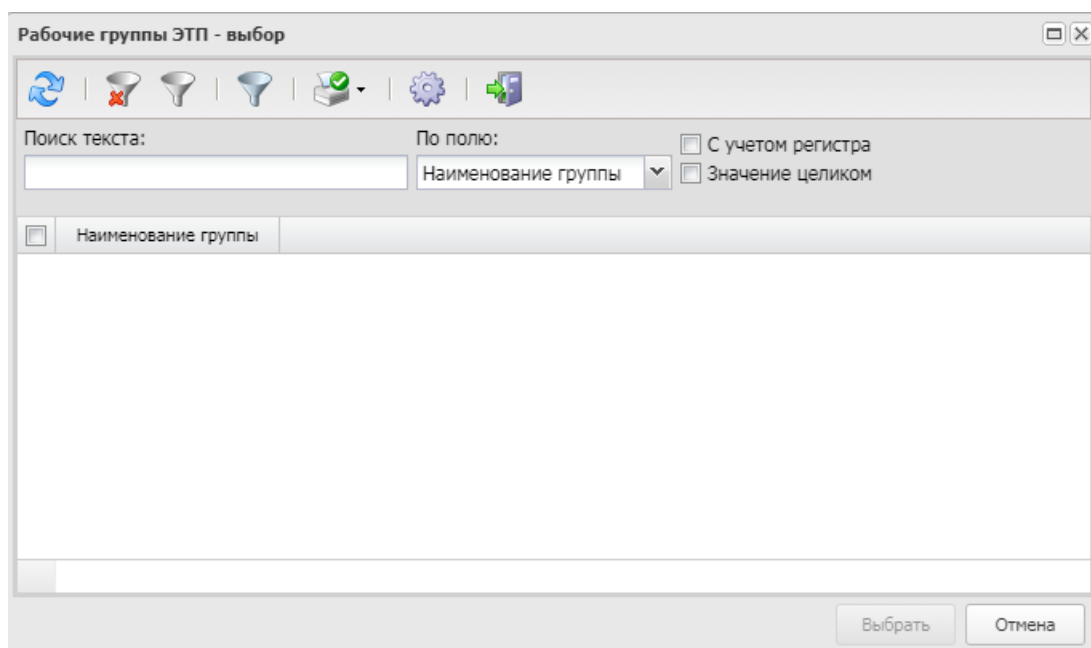 Рабочие группы ЭТП - выбор
Поиск текста:
По полю:
С учетом регистра
Наименование группы
Значение целиком
Наименование группы
Выбрать
Отмена